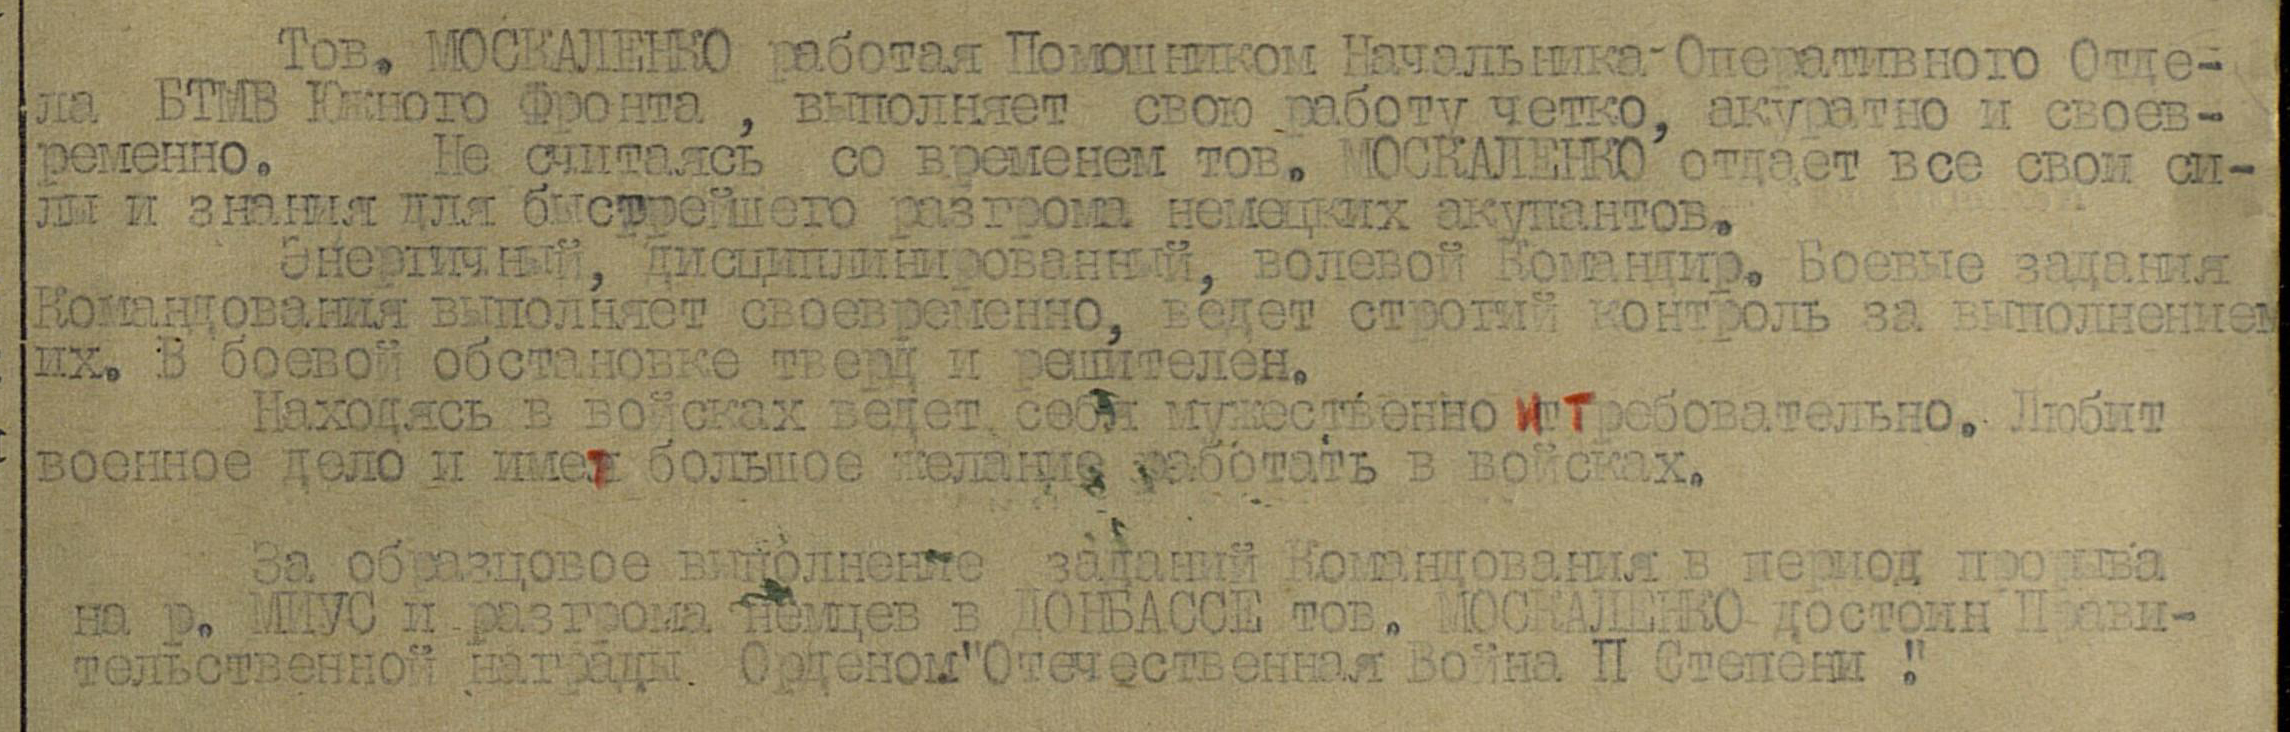 Тов. МОСКАЛЕНКО работая Помошником Начальника Оперативного Отде-
ла БТМВ Южного Фронта , выполняет свою работу четко, акуратно и своев-
ременно. Не считаясь со временем тов. МОСКАЛЕНКО отдает все свои си-
лы и знания для быстрейшего разгрома немецких акупантов.
Энергичный, дисциплинированный, волевой Командир. Боевые задания
Командования выполняет своевременно, ведет строгий контроль за выполнением
их. В боевой обстановке тверд и решителен.
Находясь в войсках ведет себя мужественно и требовательно. Любит
военное дело и имет большое желание работать в войсках.
За образцовое выполнение заданий Командования в период прорыва
на р. МИУС и разгрома немцев в ДОНБАССЕ тов. МОСКАЛЕНКО достоин Прави-
тельственной награды Орденом "Отечественная Война II Степени".